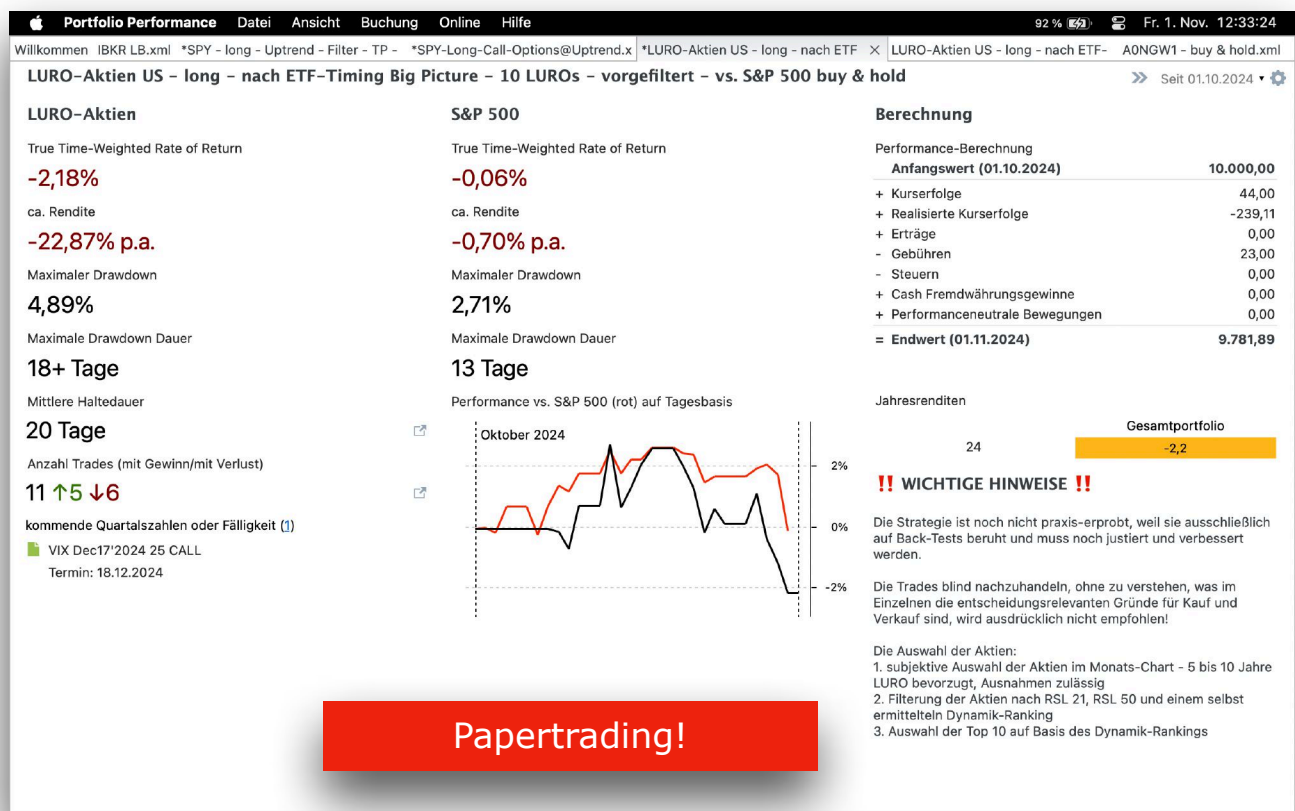 Portfolio Performance Datei Ansicht Buchung Online Hilfe 92 % Fr. 1. Nov. 12:33:24
Willkommen IBKR LB.xml *SPY - long - Uptrend - Filter - TP - *SPY-Long-Call-Options@Uptrend.x *LURO-Aktien US - long - nach ETF × LURO-Aktien US - long - nach ETF- A0NGW1 - buy & hold.xml
LURO-Aktien US - long - nach ETF-Timing Big Picture - 10 LUROs - vorgefiltert - vs. S&P 500 buy & hold
Seit 01.10.2024
LURO-Aktien
True Time-Weighted Rate of Return
-2,18%
ca. Rendite
-22,87% p.a.
Maximaler Drawdown
4,89%
Maximale Drawdown Dauer
18+ Tage
Mittlere Haltedauer
20 Tage
Anzahl Trades (mit Gewinn/mit Verlust)
11 ↑5 ↓6
kommende Quartalszahlen oder Fälligkeit (1)
VIX Dec17'2024 25 CALL
Termin: 18.12.2024
S&P 500
True Time-Weighted Rate of Return
-0,06%
ca. Rendite
-0,70% p.a.
Maximaler Drawdown
2,71%
Maximale Drawdown Dauer
13 Tage
Performance vs. S&P 500 (rot) auf Tagesbasis
Oktober 2024
2%
0%
-2%
Berechnung
Performance-Berechnung
Anfangswert (01.10.2024) 10.000,00
+ Kurserfolge 44,00
+ Realisierte Kurserfolge -239,11
+ Erträge 0,00
- Gebühren 23,00
- Steuern 0,00
+ Cash Fremdwährungsgewinne 0,00
+ Performanceneutrale Bewegungen 0,00
= Endwert (01.11.2024) 9.781,89
Jahresrenditen
Gesamtportfolio
24 -2,2
‼ WICHTIGE HINWEISE ‼
Die Strategie ist noch nicht praxis-erprobt, weil sie ausschließlich
auf Back-Tests beruht und muss noch justiert und verbessert
werden.
Die Trades blind nachzuhandeln, ohne zu verstehen, was im
Einzelnen die entscheidungsrelevanten Gründe für Kauf und
Verkauf sind, wird ausdrücklich nicht empfohlen!
Die Auswahl der Aktien:
1. subjektive Auswahl der Aktien im Monats-Chart - 5 bis 10 Jahre
LURO bevorzugt, Ausnahmen zulässig
2. Filterung der Aktien nach RSL 21, RSL 50 und einem selbst
ermittelteln Dynamik-Ranking
3. Auswahl der Top 10 auf Basis des Dynamik-Rankings
Papertrading!